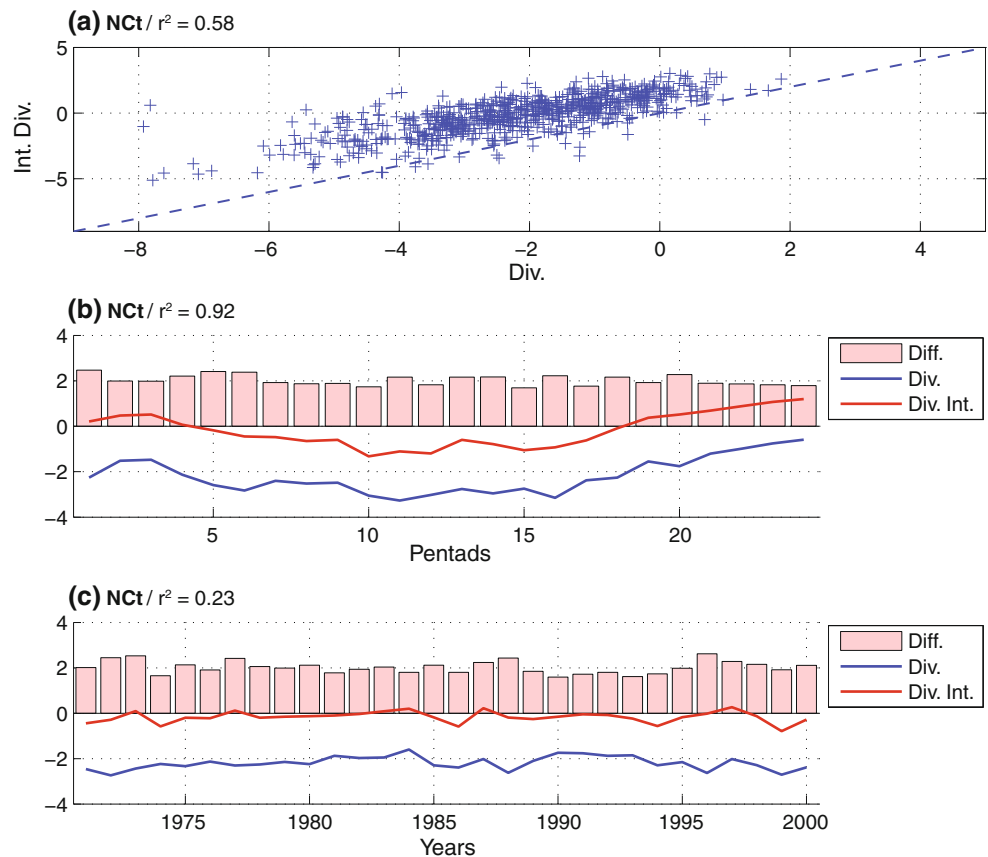 (a) NCt / r² = 0.58
Int. Div.
5
0
−5
−8 −6 −4 −2 0 2 4
Div.
(b) NCt / r² = 0.92
4
2
0
−2
−4
5 10 15 20
Pentads
Diff.
Div.
Div. Int.
(c) NCt / r² = 0.23
4
2
0
−2
−4
1975 1980 1985 1990 1995 2000
Years
Diff.
Div.
Div. Int.